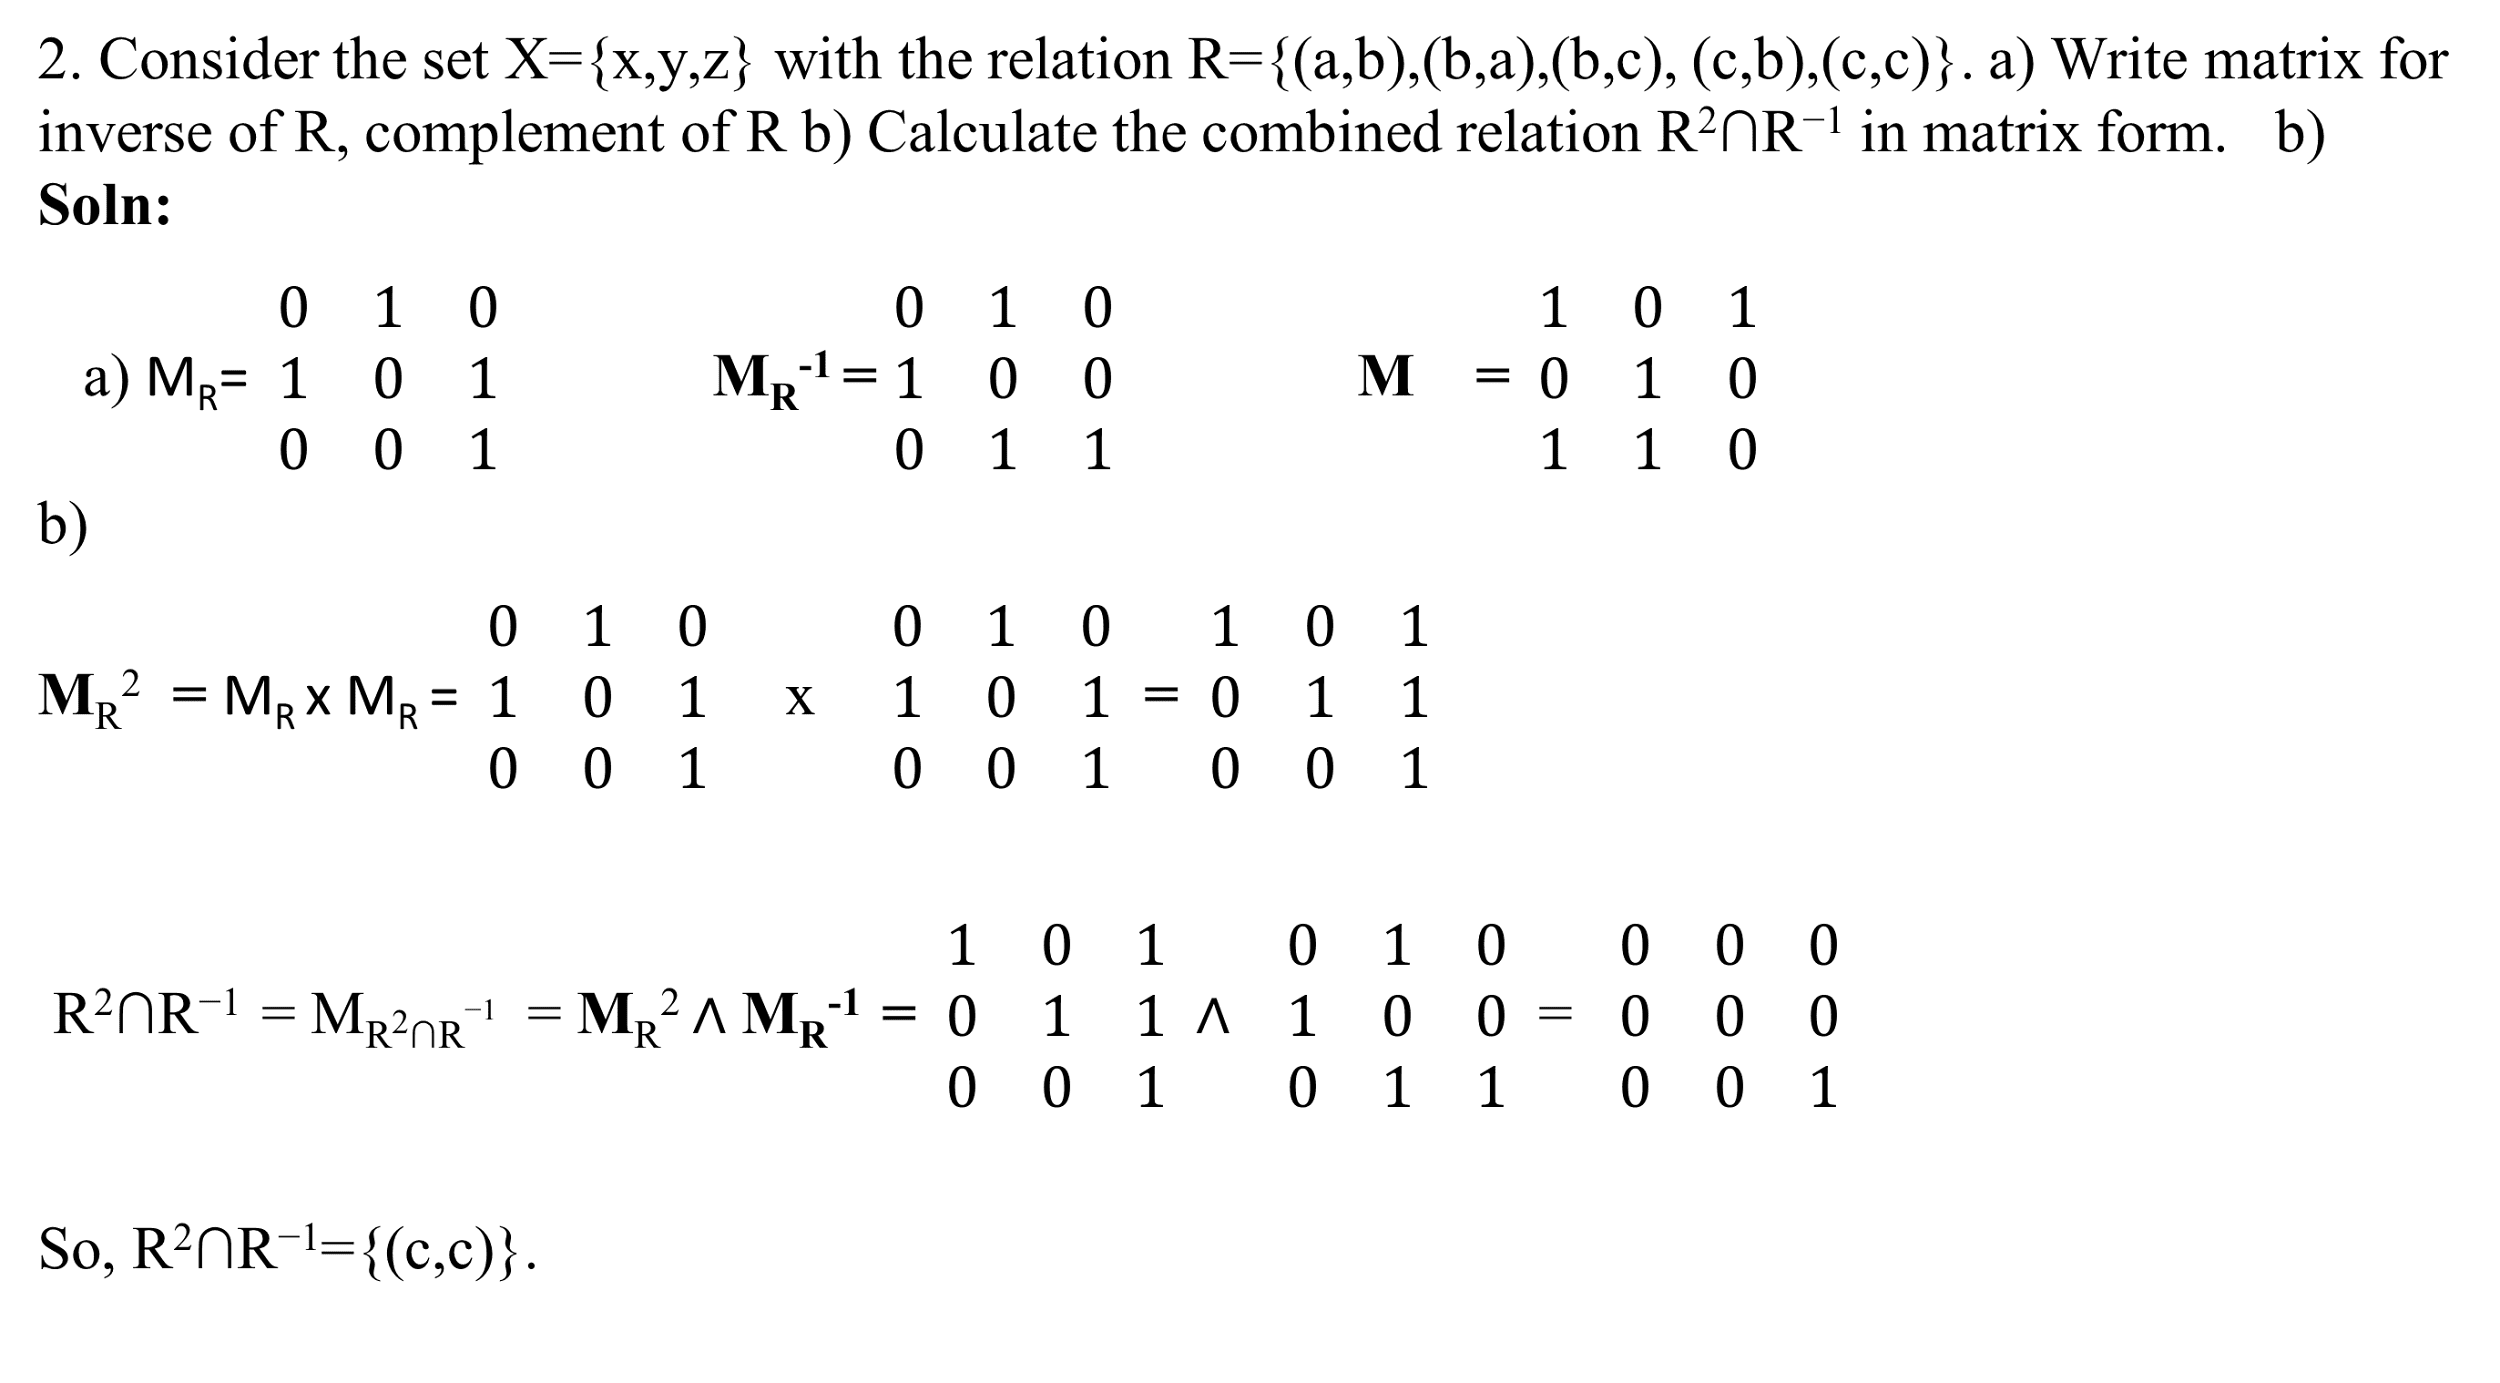 2. Consider the set X={x,y,z} with the relation R={(a,b),(b,a),(b,c), (c,b),(c,c)}. a) Write matrix for
inverse of R, complement of R b) Calculate the combined relation R²∩R⁻¹ in matrix form. b)
Soln:
0 1 0 0 1 0 1 0 1
a) M_R= 1 0 1 M_R⁻¹ = 1 0 0 M = 0 1 0
0 0 1 0 1 1 1 1 0
b)
0 1 0 0 1 0 1 0 1
M_R² = M_R x M_R = 1 0 1 x 1 0 1 = 0 1 1
0 0 1 0 0 1 0 0 1
1 0 1 0 1 0 0 0 0
R²∩R⁻¹ = M_R²∩R⁻¹ = M_R² ∧ M_R⁻¹ = 0 1 1 ∧ 1 0 0 = 0 0 0
0 0 1 0 1 1 0 0 1
So, R²∩R⁻¹={(c,c)}.